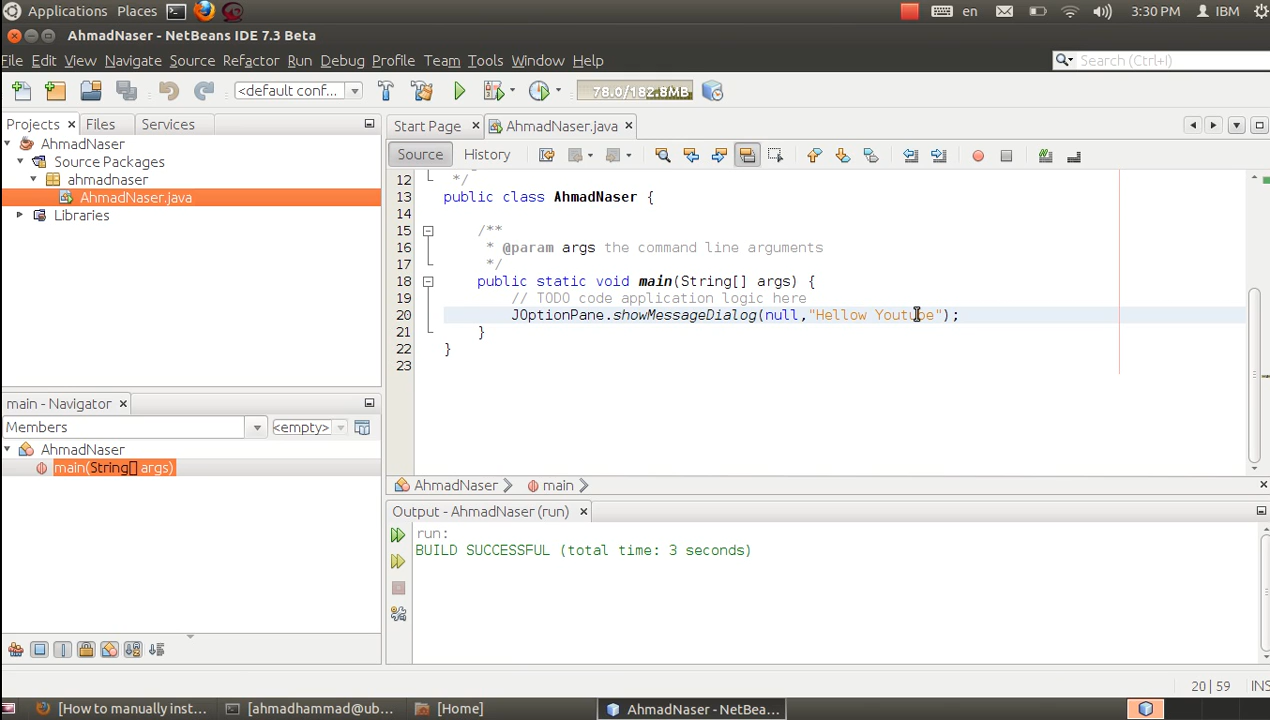 Applications Places en 3:30 PM IBM
AhmadNaser - NetBeans IDE 7.3 Beta
File Edit View Navigate Source Refactor Run Debug Profile Team Tools Window Help Search (Ctrl+I)
<default conf... 78.0/182.8MB
Projects Files Services
AhmadNaser
Source Packages
ahmadnaser
AhmadNaser.java
Libraries
Start Page AhmadNaser.java
Source History
12 */
13 public class AhmadNaser {
14
15 /**
16 * @param args the command line arguments
17 */
18 public static void main(String[] args) {
19 // TODO code application logic here
20 JOptionPane.showMessageDialog(null,"Hellow Youtube");
21 }
22 }
23
main - Navigator
Members <empty>
AhmadNaser
main(String[] args)
AhmadNaser main
Output - AhmadNaser (run)
run:
BUILD SUCCESSFUL (total time: 3 seconds)
20 | 59 INS
[How to manually inst... [ahmadhammad@ub... [Home] AhmadNaser - NetBea...